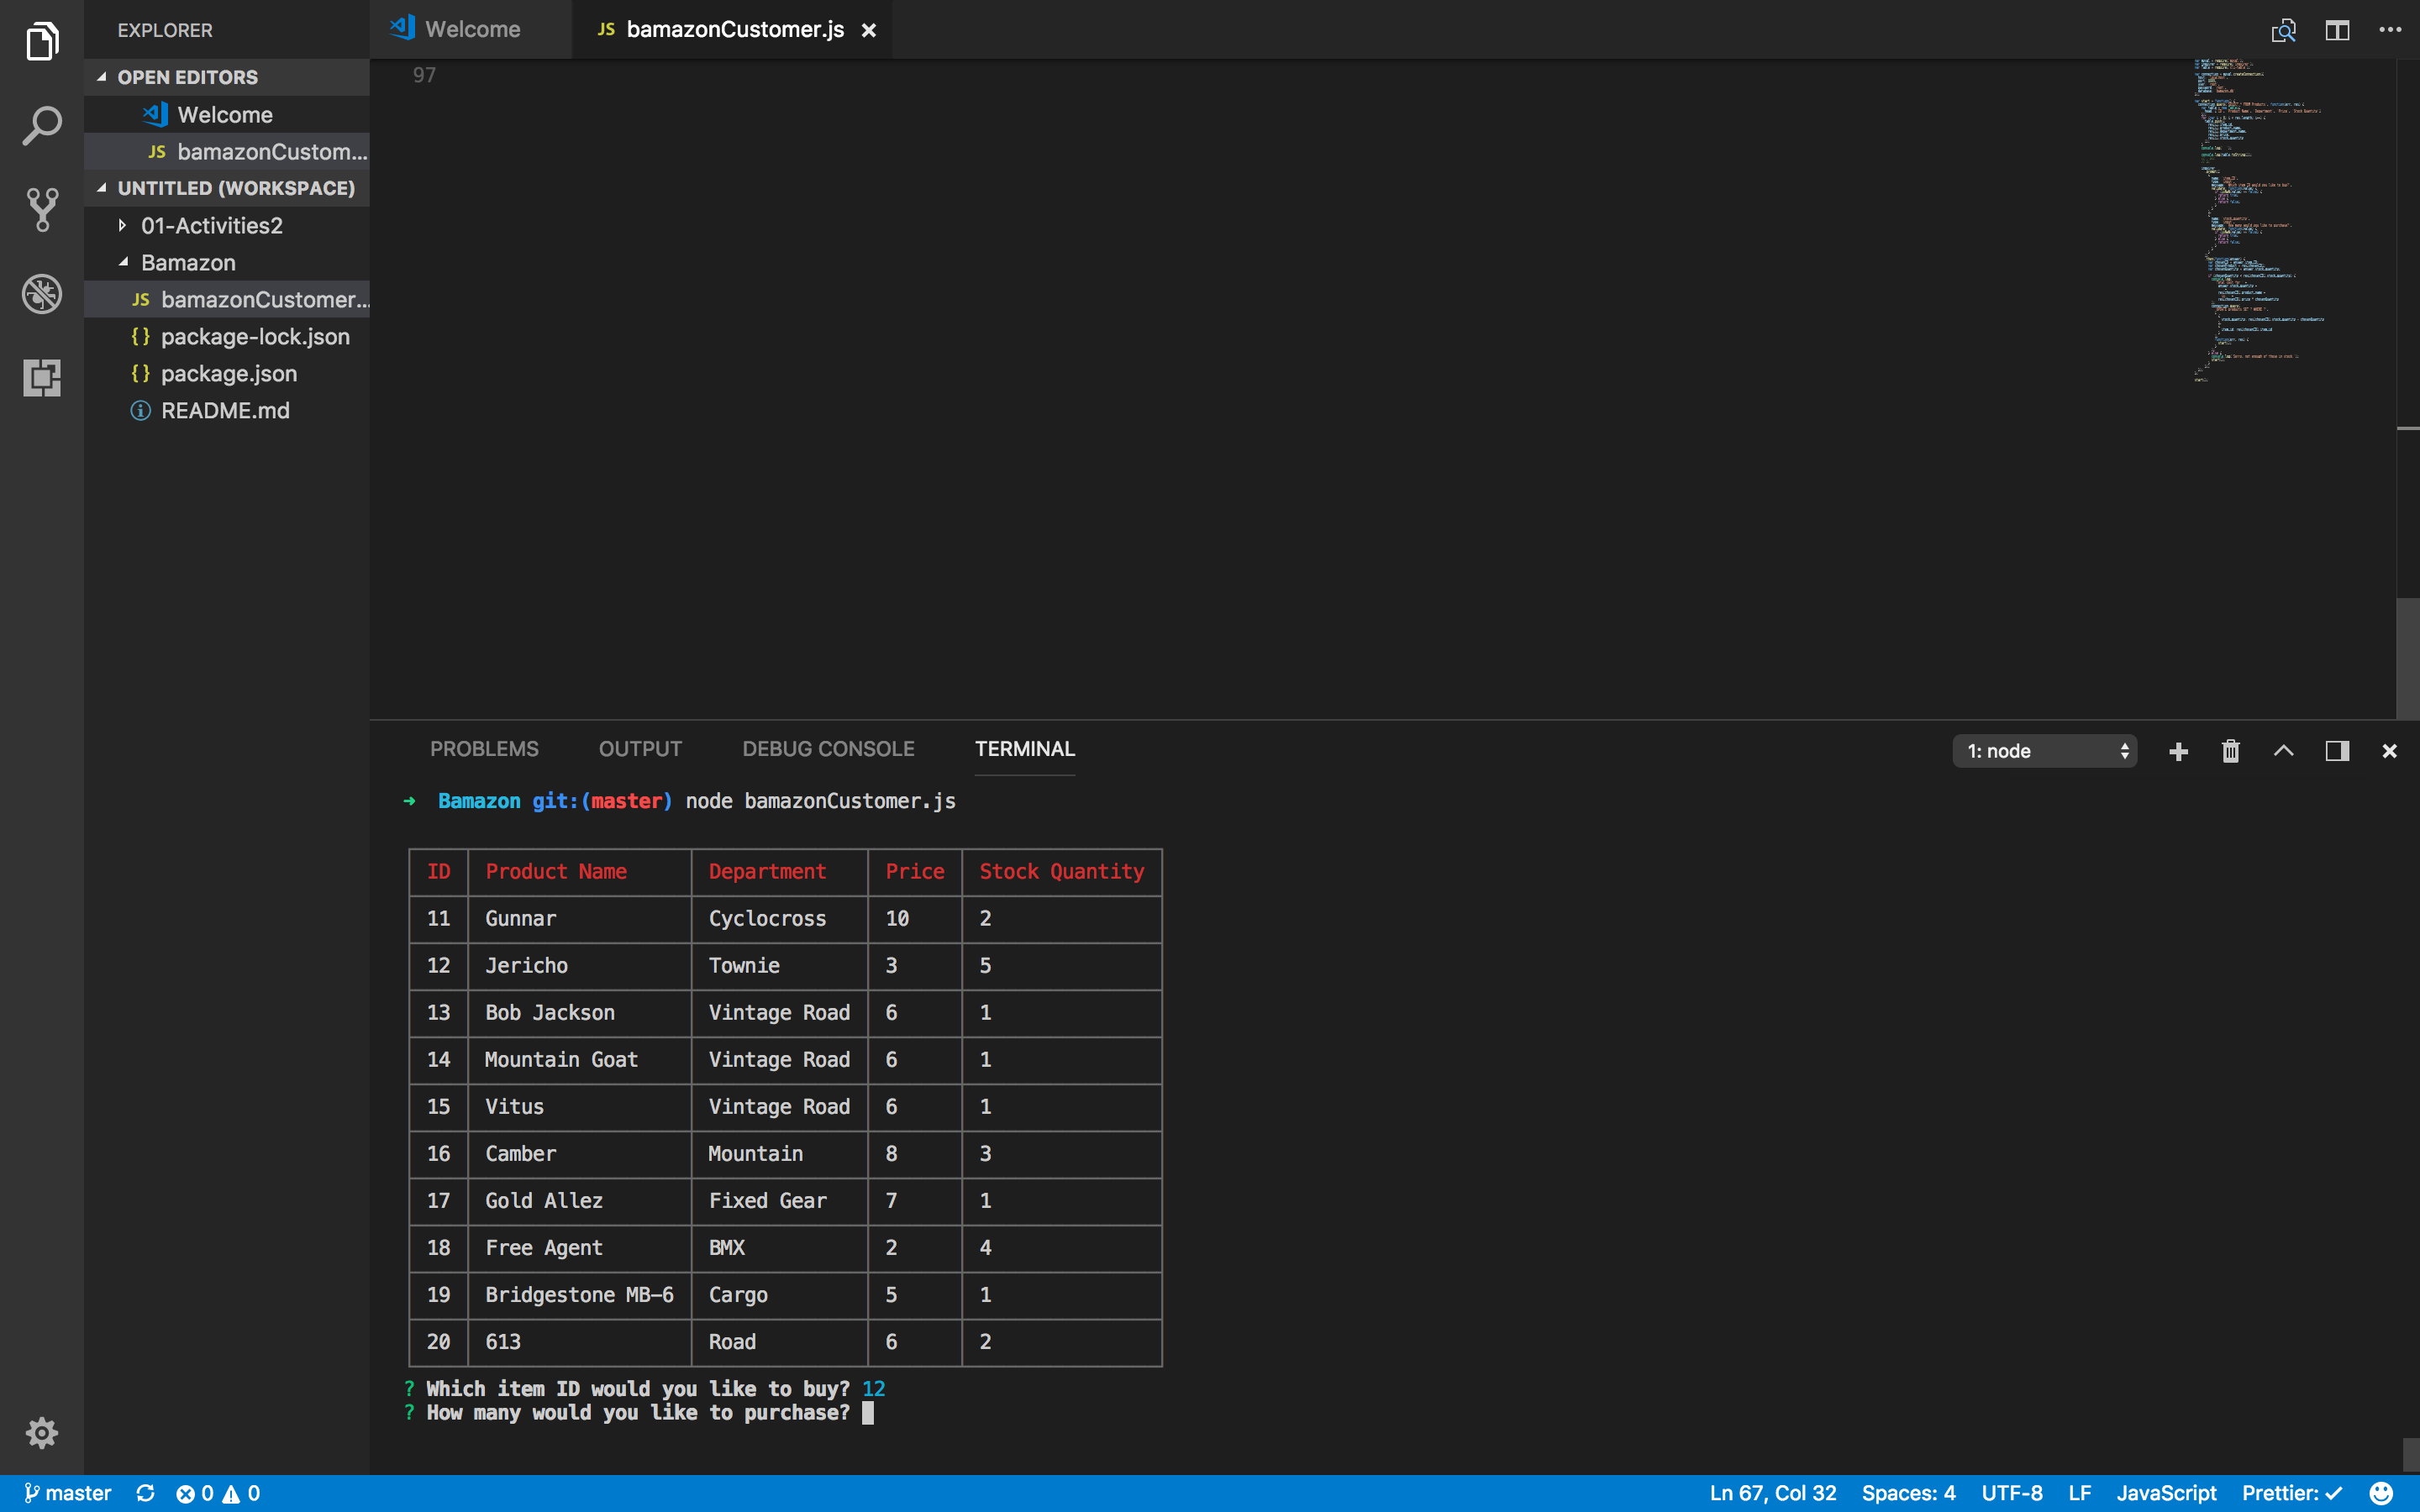 EXPLORER
OPEN EDITORS
Welcome
JS bamazonCustom...
UNTITLED (WORKSPACE)
01-Activities2
Bamazon
JS bamazonCustomer...
{} package-lock.json
{} package.json
README.md
Welcome
JS bamazonCustomer.js ×
97
PROBLEMS OUTPUT DEBUG CONSOLE TERMINAL
1: node
➜ Bamazon git:(master) node bamazonCustomer.js
ID Product Name Department Price Stock Quantity
11 Gunnar Cyclocross 10 2
12 Jericho Townie 3 5
13 Bob Jackson Vintage Road 6 1
14 Mountain Goat Vintage Road 6 1
15 Vitus Vintage Road 6 1
16 Camber Mountain 8 3
17 Gold Allez Fixed Gear 7 1
18 Free Agent BMX 2 4
19 Bridgestone MB-6 Cargo 5 1
20 613 Road 6 2
? Which item ID would you like to buy? 12
? How many would you like to purchase?
master 0 0 Ln 67, Col 32 Spaces: 4 UTF-8 LF JavaScript Prettier: ✓